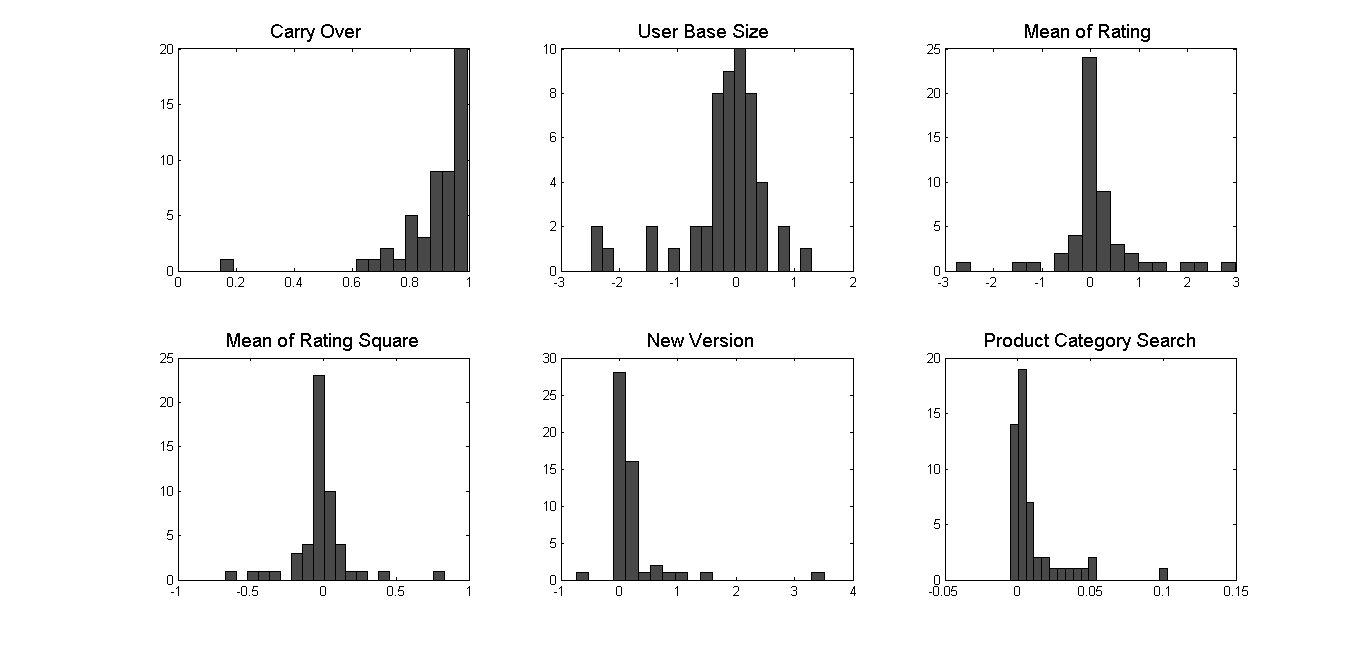 Carry Over
User Base Size
Mean of Rating
20
15
10
5
0
0 0.2 0.4 0.6 0.8 1
10
8
6
4
2
0
-3 -2 -1 0 1 2
25
20
15
10
5
0
-3 -2 -1 0 1 2 3
Mean of Rating Square
New Version
Product Category Search
25
20
15
10
5
0
-1 -0.5 0 0.5 1
30
25
20
15
10
5
0
-1 0 1 2 3 4
20
15
10
5
0
-0.05 0 0.05 0.1 0.15